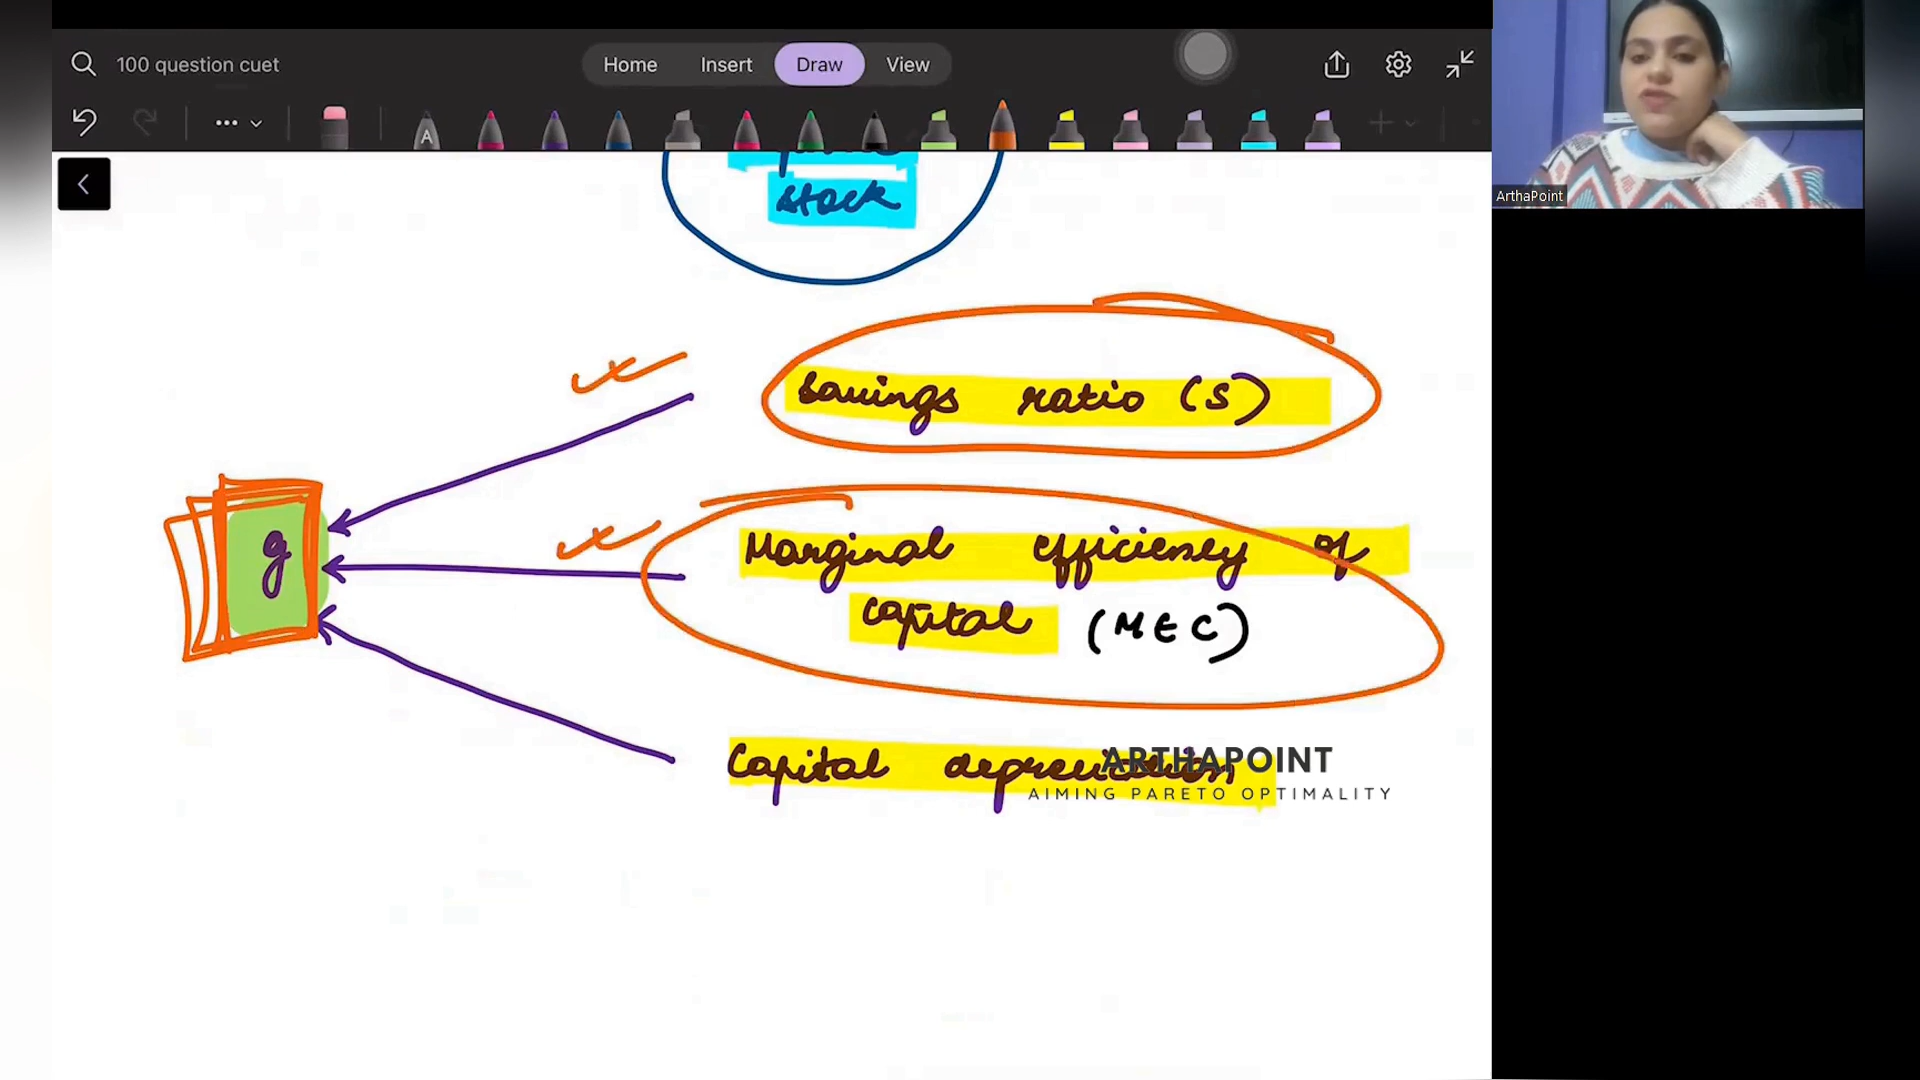 100 question cuet
Home Insert Draw View
A
stock
ArthaPoint
Savings ratio (S)
g
Marginal efficiency of
capital (MEC)
Capital depreciation
ARTHAPOINT
AIMING PARETO OPTIMALITY